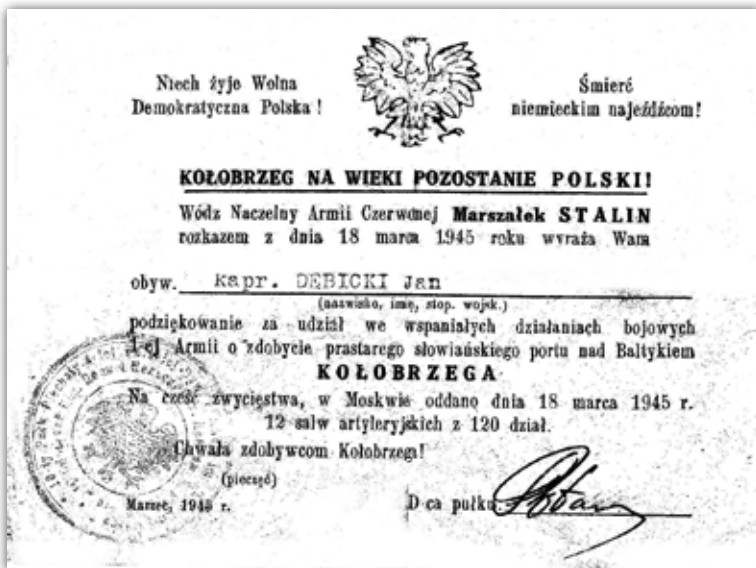 Niech żyje Wolna
Demokratyczna Polska !
Śmierć
niemieckim najeźdźcom!
KOŁOBRZEG NA WIEKI POZOSTANIE POLSKI!
Wódz Naczelny Armii Czerwonej Marszałek STALIN
rozkazem z dnia 18 marca 1945 roku wyraża Wam
obyw. kapr. DĘBICKI Jan
(nazwisko, imię, stop. wojsk.)
podziękowanie za udział we wspaniałych działaniach bojowych
1-ej Armii o zdobycie prastarego słowiańskiego portu nad Bałtykiem
KOŁOBRZEGA
Na cześć zwycięstwa, w Moskwie oddano dnia 18 marca 1945 r.
12 salw artyleryjskich z 120 dział.
Chwała zdobywcom Kołobrzega!
(pieczęć)
Marzec, 1945 r.
D-ca pułku